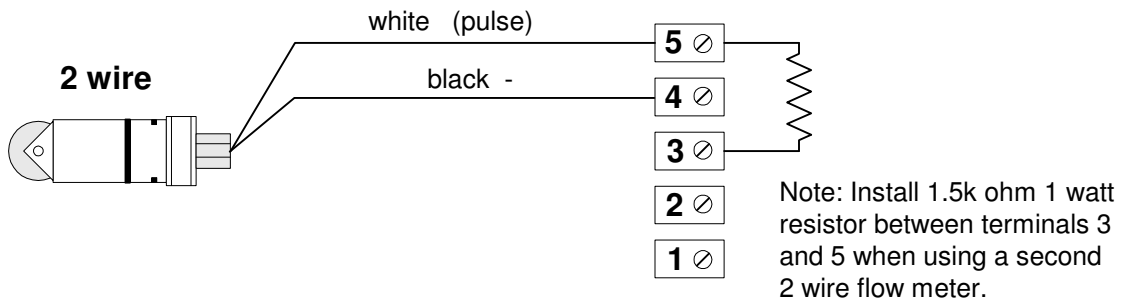 white (pulse)
5
2 wire
black -
4
3
2
1
Note: Install 1.5k ohm 1 watt
resistor between terminals 3
and 5 when using a second
2 wire flow meter.